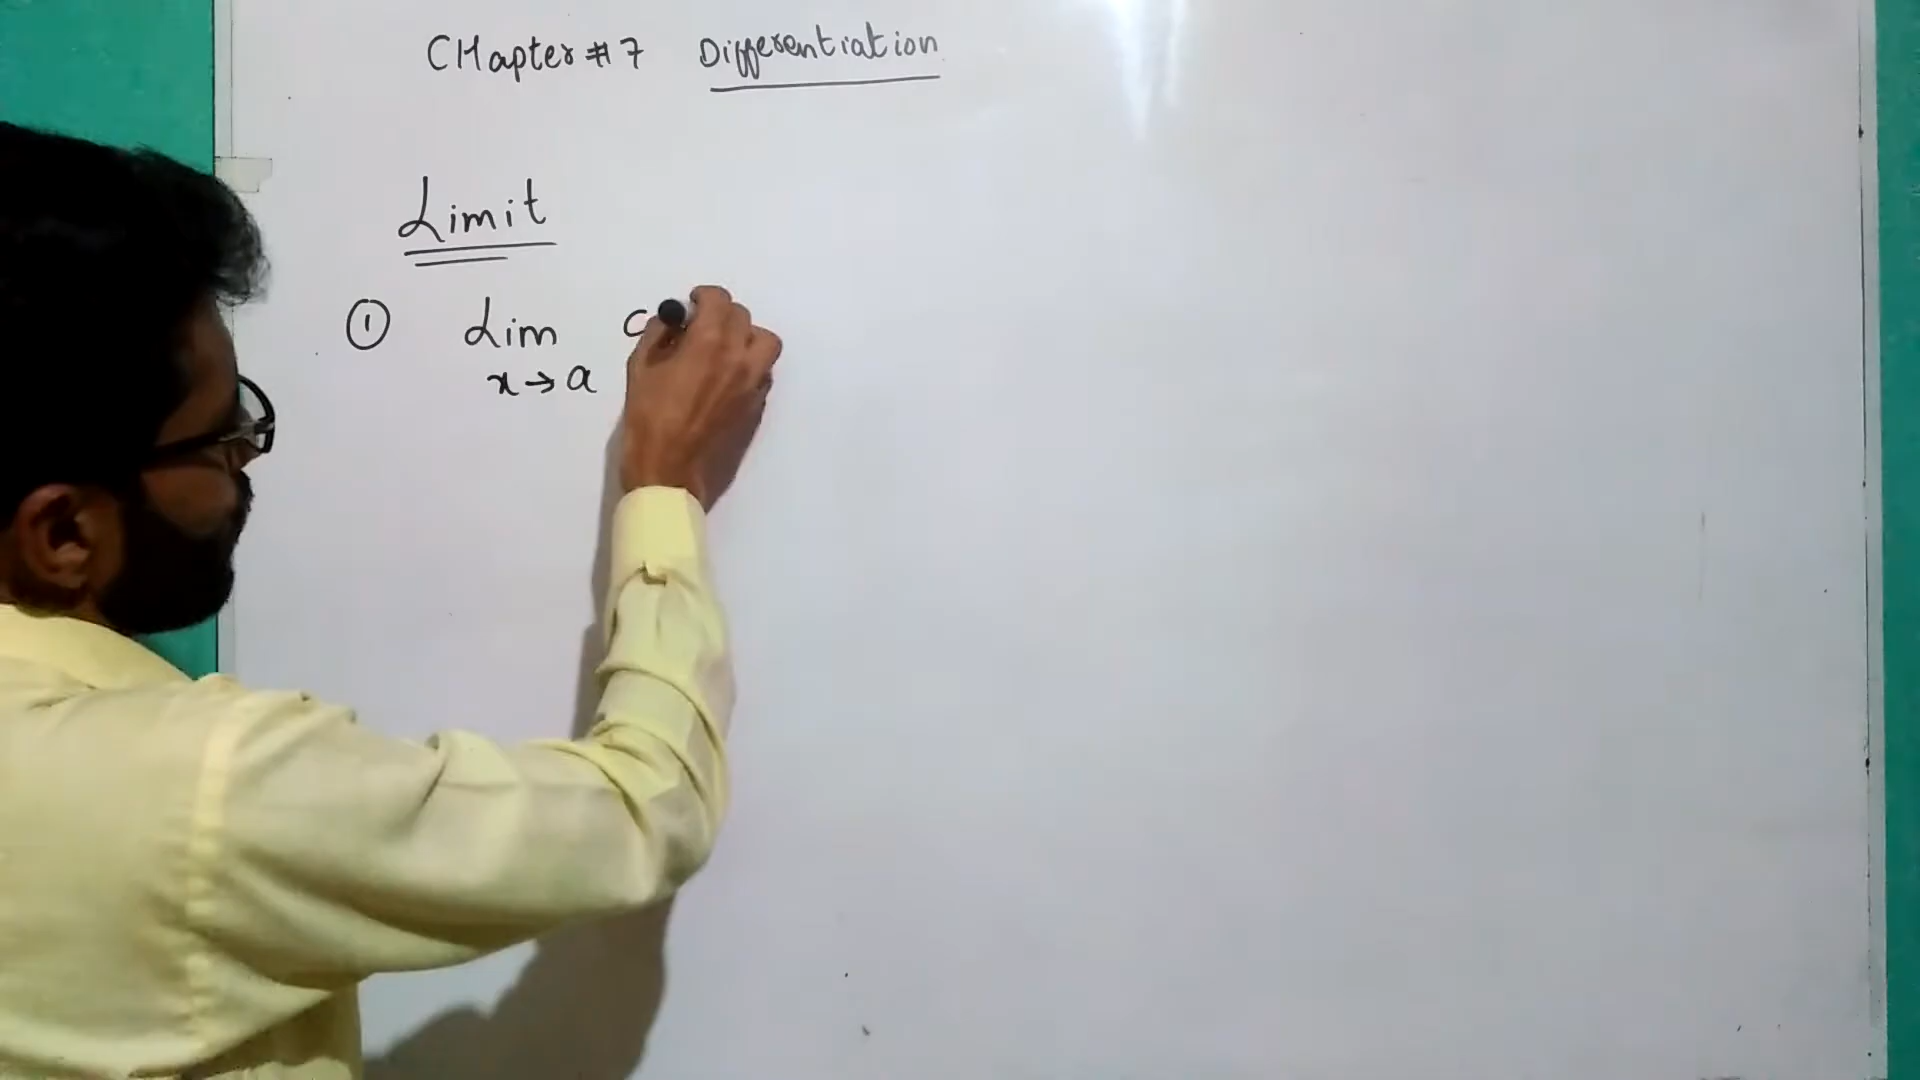 CHapter # 7 Differentiation
Limit
① Lim C
x → a